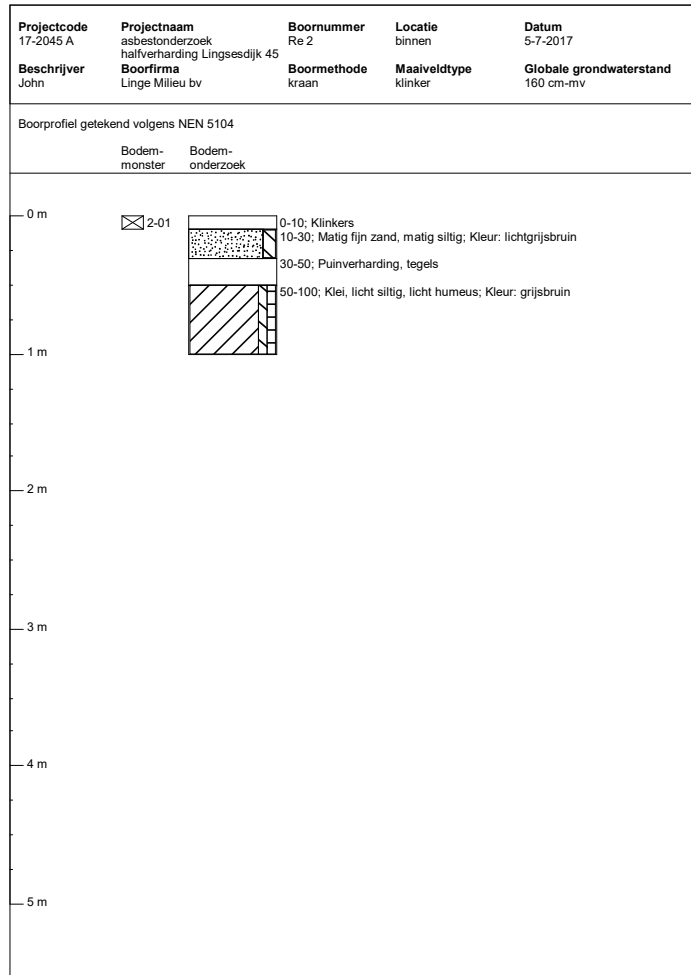 Projectcode Projectnaam Boornummer Locatie Datum
17-2045 A asbestonderzoek Re 2 binnen 5-7-2017
halfverharding Lingsesdijk 45
Beschrijver Boorfirma Boormethode Maaiveldtype Globale grondwaterstand
John Linge Milieu bv kraan klinker 160 cm-mv
Boorprofiel getekend volgens NEN 5104
Bodem- Bodem-
monster onderzoek
0 m 2-01 0-10; Klinkers
10-30; Matig fijn zand, matig siltig; Kleur: lichtgrijsbruin
30-50; Puinverharding, tegels
50-100; Klei, licht siltig, licht humeus; Kleur: grijsbruin
1 m
2 m
3 m
4 m
5 m